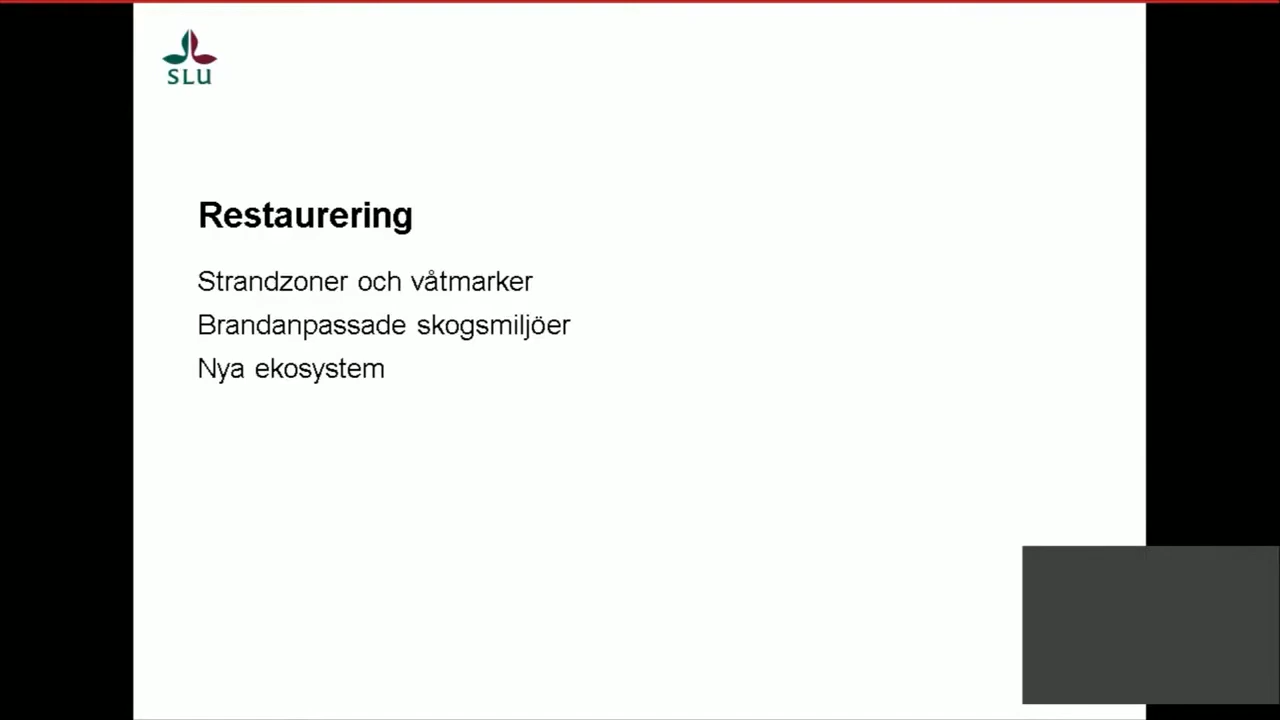 SLU
Restaurering
Strandzoner och våtmarker
Brandanpassade skogsmiljöer
Nya ekosystem